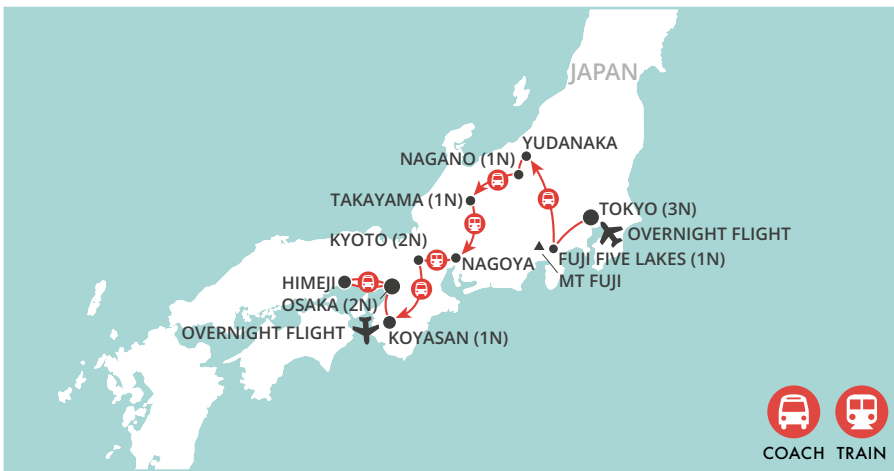 JAPAN
YUDANAKA
NAGANO (1N)
TAKAYAMA (1N)
TOKYO (3N)
OVERNIGHT FLIGHT
KYOTO (2N)
NAGOYA
FUJI FIVE LAKES (1N)
MT FUJI
HIMEJI
OSAKA (2N)
OVERNIGHT FLIGHT
KOYASAN (1N)
COACH TRAIN